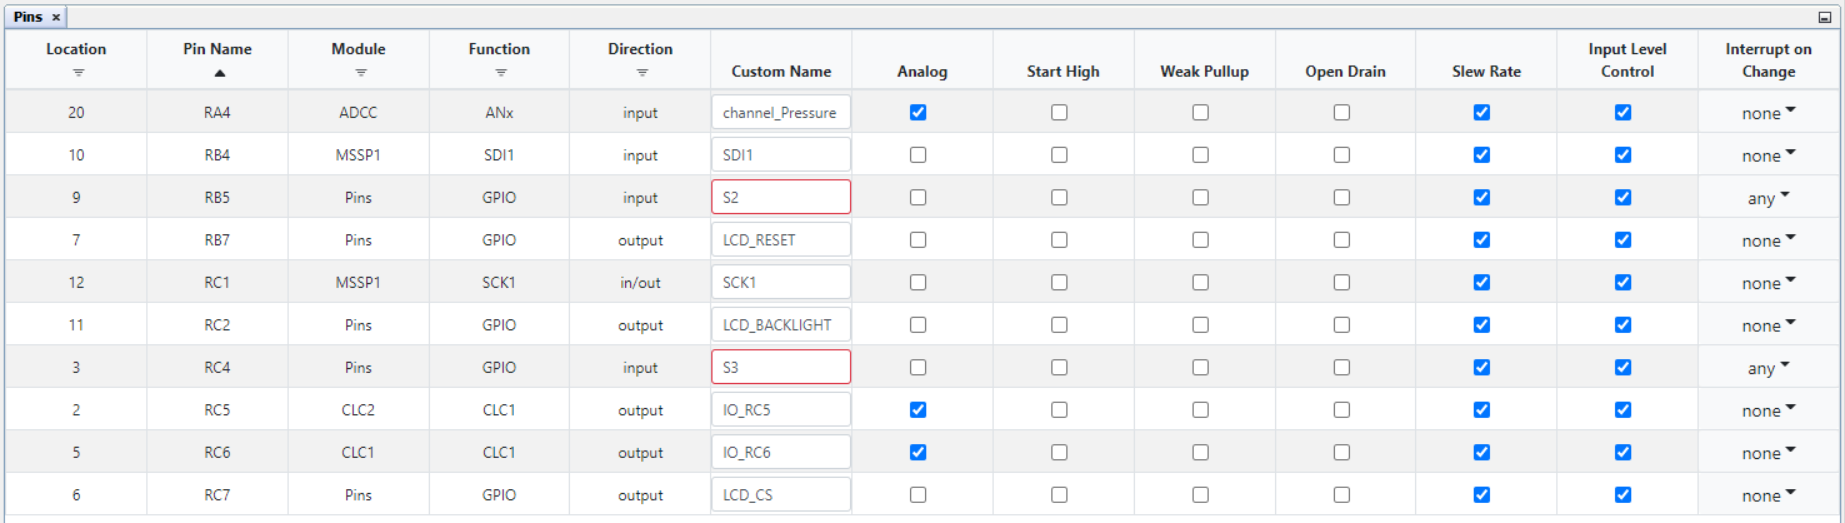 Pins ×
Location Pin Name Module Function Direction Custom Name Analog Start High Weak Pullup Open Drain Slew Rate Input Level Control Interrupt on Change
20 RA4 ADCC ANx input channel_Pressure none
10 RB4 MSSP1 SDI1 input SDI1 none
9 RB5 Pins GPIO input S2 any
7 RB7 Pins GPIO output LCD_RESET none
12 RC1 MSSP1 SCK1 in/out SCK1 none
11 RC2 Pins GPIO output LCD_BACKLIGHT none
3 RC4 Pins GPIO input S3 any
2 RC5 CLC2 CLC1 output IO_RC5 none
5 RC6 CLC1 CLC1 output IO_RC6 none
6 RC7 Pins GPIO output LCD_CS none